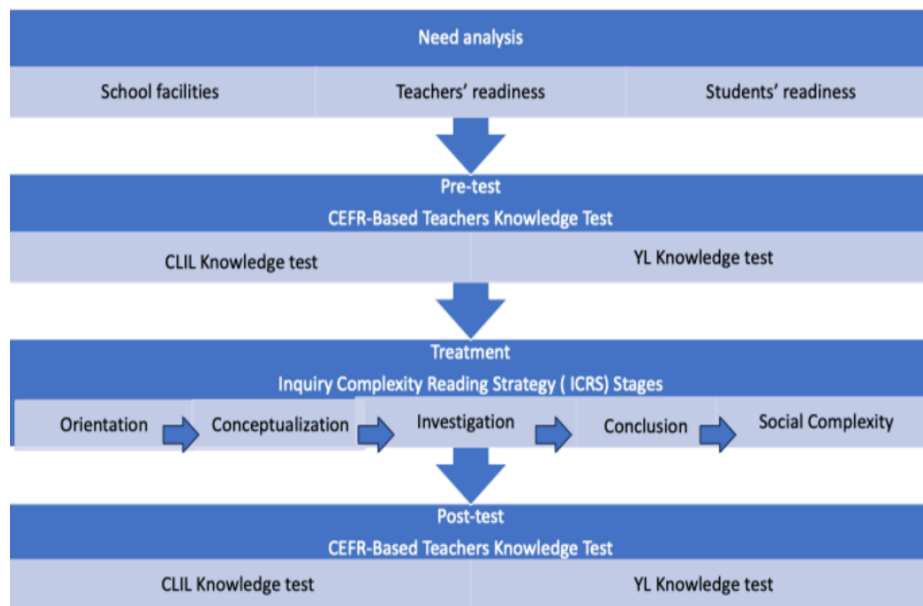 Need analysis
School facilities
Teachers' readiness
Students' readiness
Pre-test
CEFR-Based Teachers Knowledge Test
CLIL Knowledge test
YL Knowledge test
Treatment
Inquiry Complexity Reading Strategy ( ICRS) Stages
Orientation
Conceptualization
Investigation
Conclusion
Social Complexity
Post-test
CEFR-Based Teachers Knowledge Test
CLIL Knowledge test
YL Knowledge test